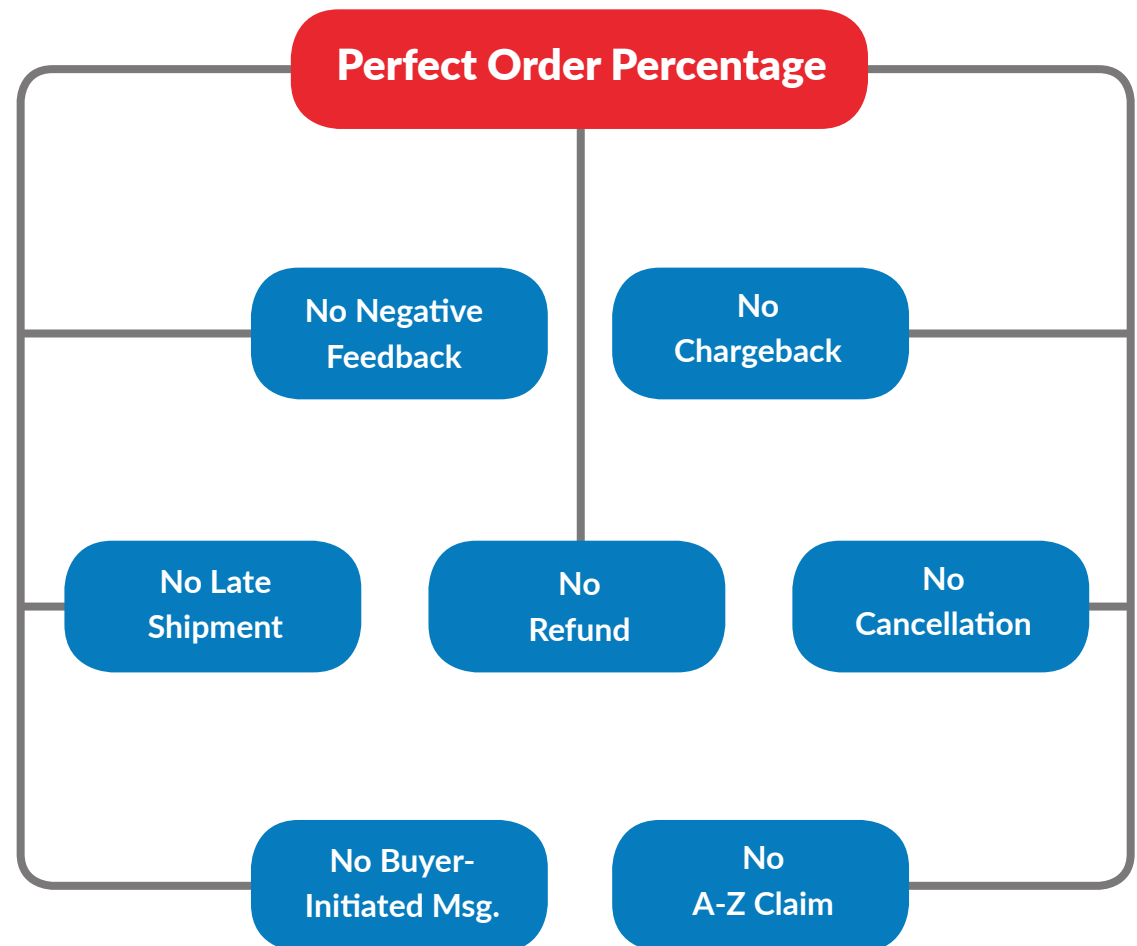 Perfect Order Percentage
No Negative
Feedback
No
Chargeback
No Late
Shipment
No
Refund
No
Cancellation
No Buyer-
Initiated Msg.
No
A-Z Claim